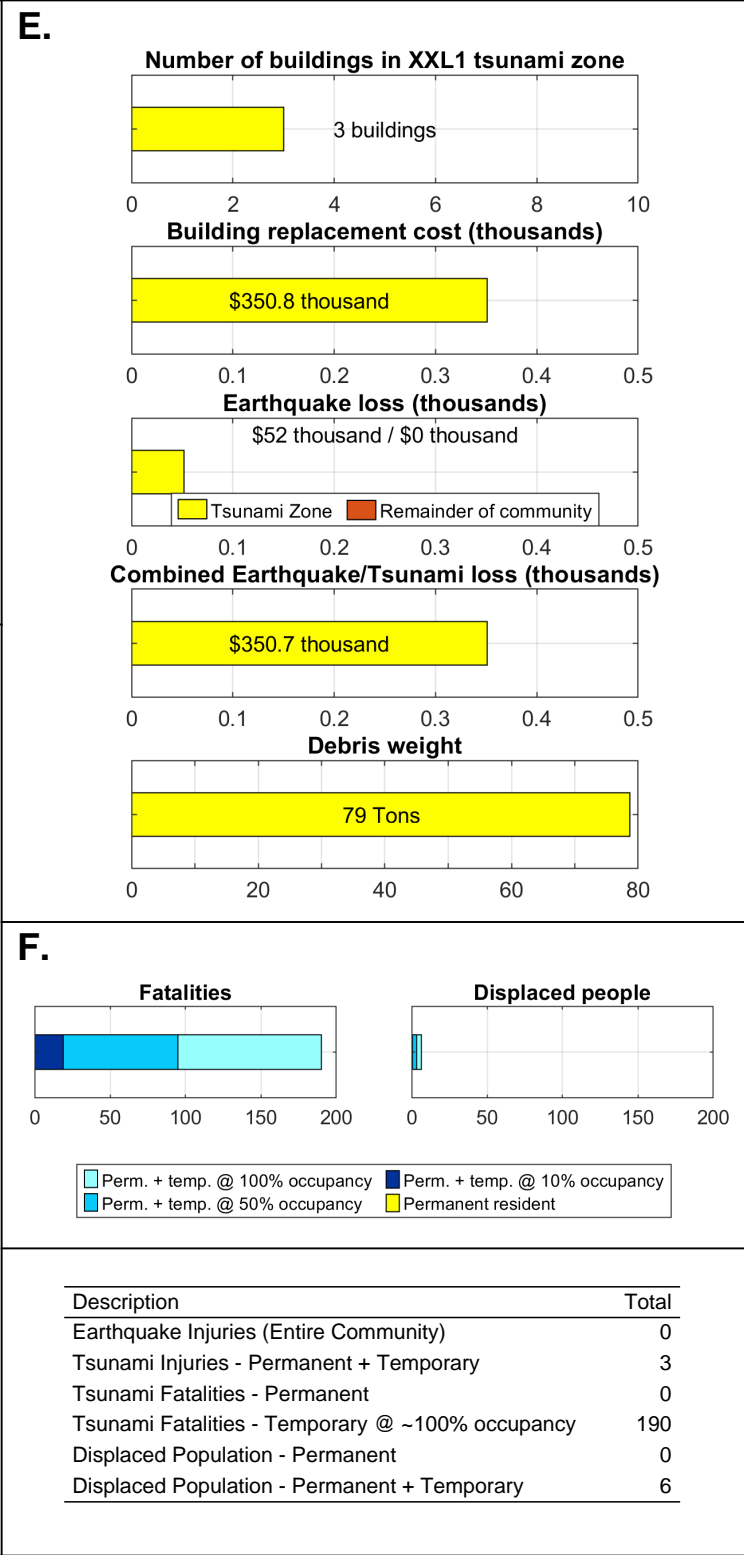 E.
Number of buildings in XXL1 tsunami zone
3 buildings
0 2 4 6 8 10
Building replacement cost (thousands)
$350.8 thousand
0 0.1 0.2 0.3 0.4 0.5
Earthquake loss (thousands)
$52 thousand / $0 thousand
Tsunami Zone Remainder of community
0 0.1 0.2 0.3 0.4 0.5
Combined Earthquake/Tsunami loss (thousands)
$350.7 thousand
0 0.1 0.2 0.3 0.4 0.5
Debris weight
79 Tons
0 20 40 60 80
F.
Fatalities Displaced people
0 50 100 150 200 0 50 100 150 200
Perm. + temp. @ 100% occupancy Perm. + temp. @ 10% occupancy
Perm. + temp. @ 50% occupancy Permanent resident
Description Total
Earthquake Injuries (Entire Community) 0
Tsunami Injuries - Permanent + Temporary 3
Tsunami Fatalities - Permanent 0
Tsunami Fatalities - Temporary @ ~100% occupancy 190
Displaced Population - Permanent 0
Displaced Population - Permanent + Temporary 6